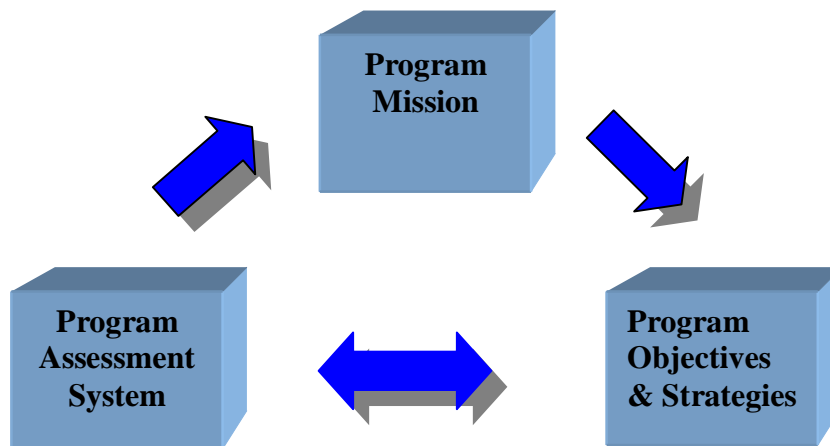 Program
Mission
Program
Assessment
System
Program
Objectives
& Strategies